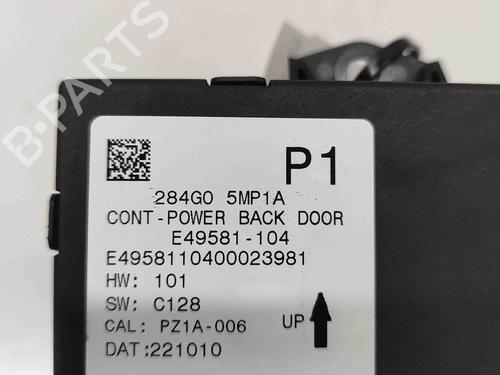 B-PARTS
P1
284G0 5MP1A
CONT-POWER BACK DOOR
E49581-104
E4958110400023981
HW: 101
SW: C128
CAL: PZ1A-006
UP
DAT:221010